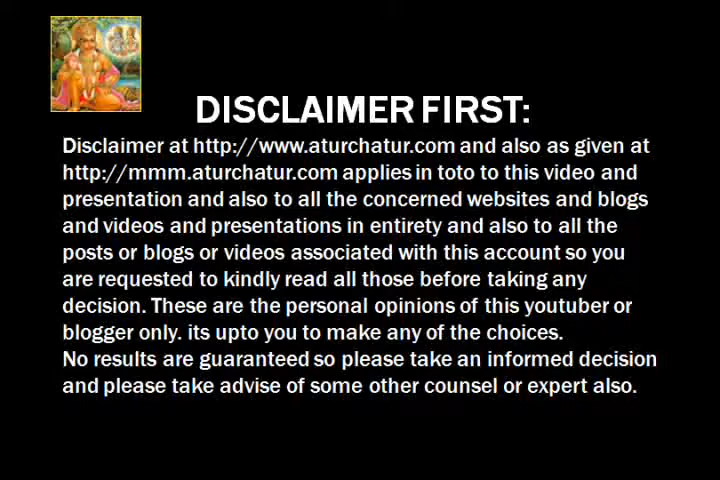 DISCLAIMER FIRST:
Disclaimer at http://www.aturchatur.com and also as given at
http://mmm.aturchatur.com applies in toto to this video and
presentation and also to all the concerned websites and blogs
and videos and presentations in entirety and also to all the
posts or blogs or videos associated with this account so you
are requested to kindly read all those before taking any
decision. These are the personal opinions of this youtuber or
blogger only. its upto you to make any of the choices.
No results are guaranteed so please take an informed decision
and please take advise of some other counsel or expert also.